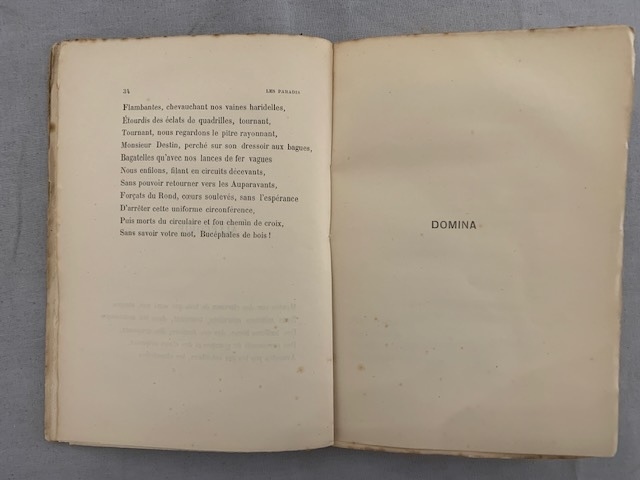 34
LES PARADIS
Flambantes, chevauchant nos vaines haridelles,
Étourdis des éclats de quadrilles, tournant,
Tournant, nous regardons le pitre rayonnant,
Monsieur Destin, perché sur son dressoir aux bagues,
Bagatelles qu'avec nos lances de fer vagues
Nous enfilons, filant en circuits décevants,
Sans pouvoir retourner vers les Auparavants,
Forçats du Rond, cœurs soulevés, sans l'espérance
D'arrêter cette uniforme circonférence,
Puis morts du circulaire et fou chemin de croix,
Sans savoir votre mot, Bucéphales de bois !
DOMINA